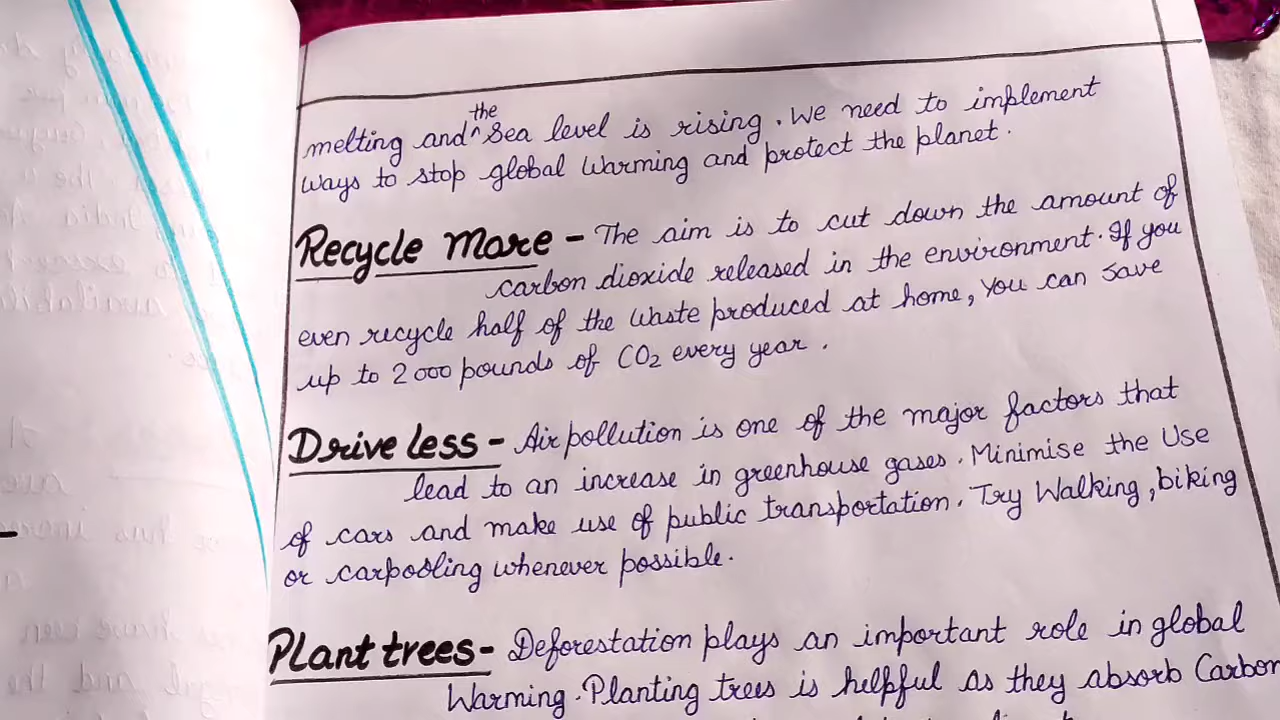 melting and ^the Sea level is rising. We need to implement
ways to stop global Warming and protect the planet.
Recycle More - The aim is to cut down the amount of
carbon dioxide released in the environment. If you
even recycle half of the waste produced at home, you can save
up to 2000 pounds of CO2 every year.
Drive less - Air pollution is one of the major factors that
lead to an increase in greenhouse gases. Minimise the Use
of cars and make use of public transportation. Try Walking, biking
or carpooling whenever possible.
Plant trees - Deforestation plays an important role in global
Warming. Planting trees is helpful as they absorb Carbon